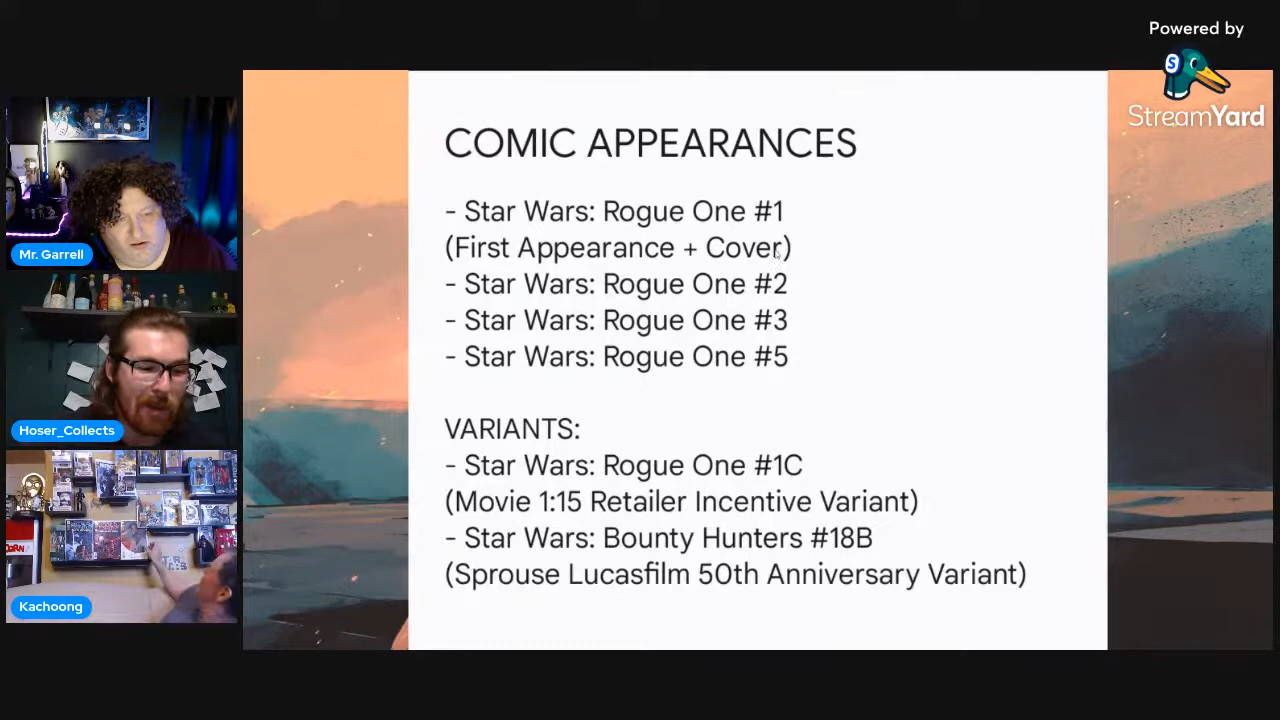 Powered by
StreamYard
COMIC APPEARANCES
- Star Wars: Rogue One #1
(First Appearance + Cover)
- Star Wars: Rogue One #2
- Star Wars: Rogue One #3
- Star Wars: Rogue One #5
VARIANTS:
- Star Wars: Rogue One #1C
(Movie 1:15 Retailer Incentive Variant)
- Star Wars: Bounty Hunters #18B
(Sprouse Lucasfilm 50th Anniversary Variant)
Mr. Garrell
Hoser_Collects
Kachoong